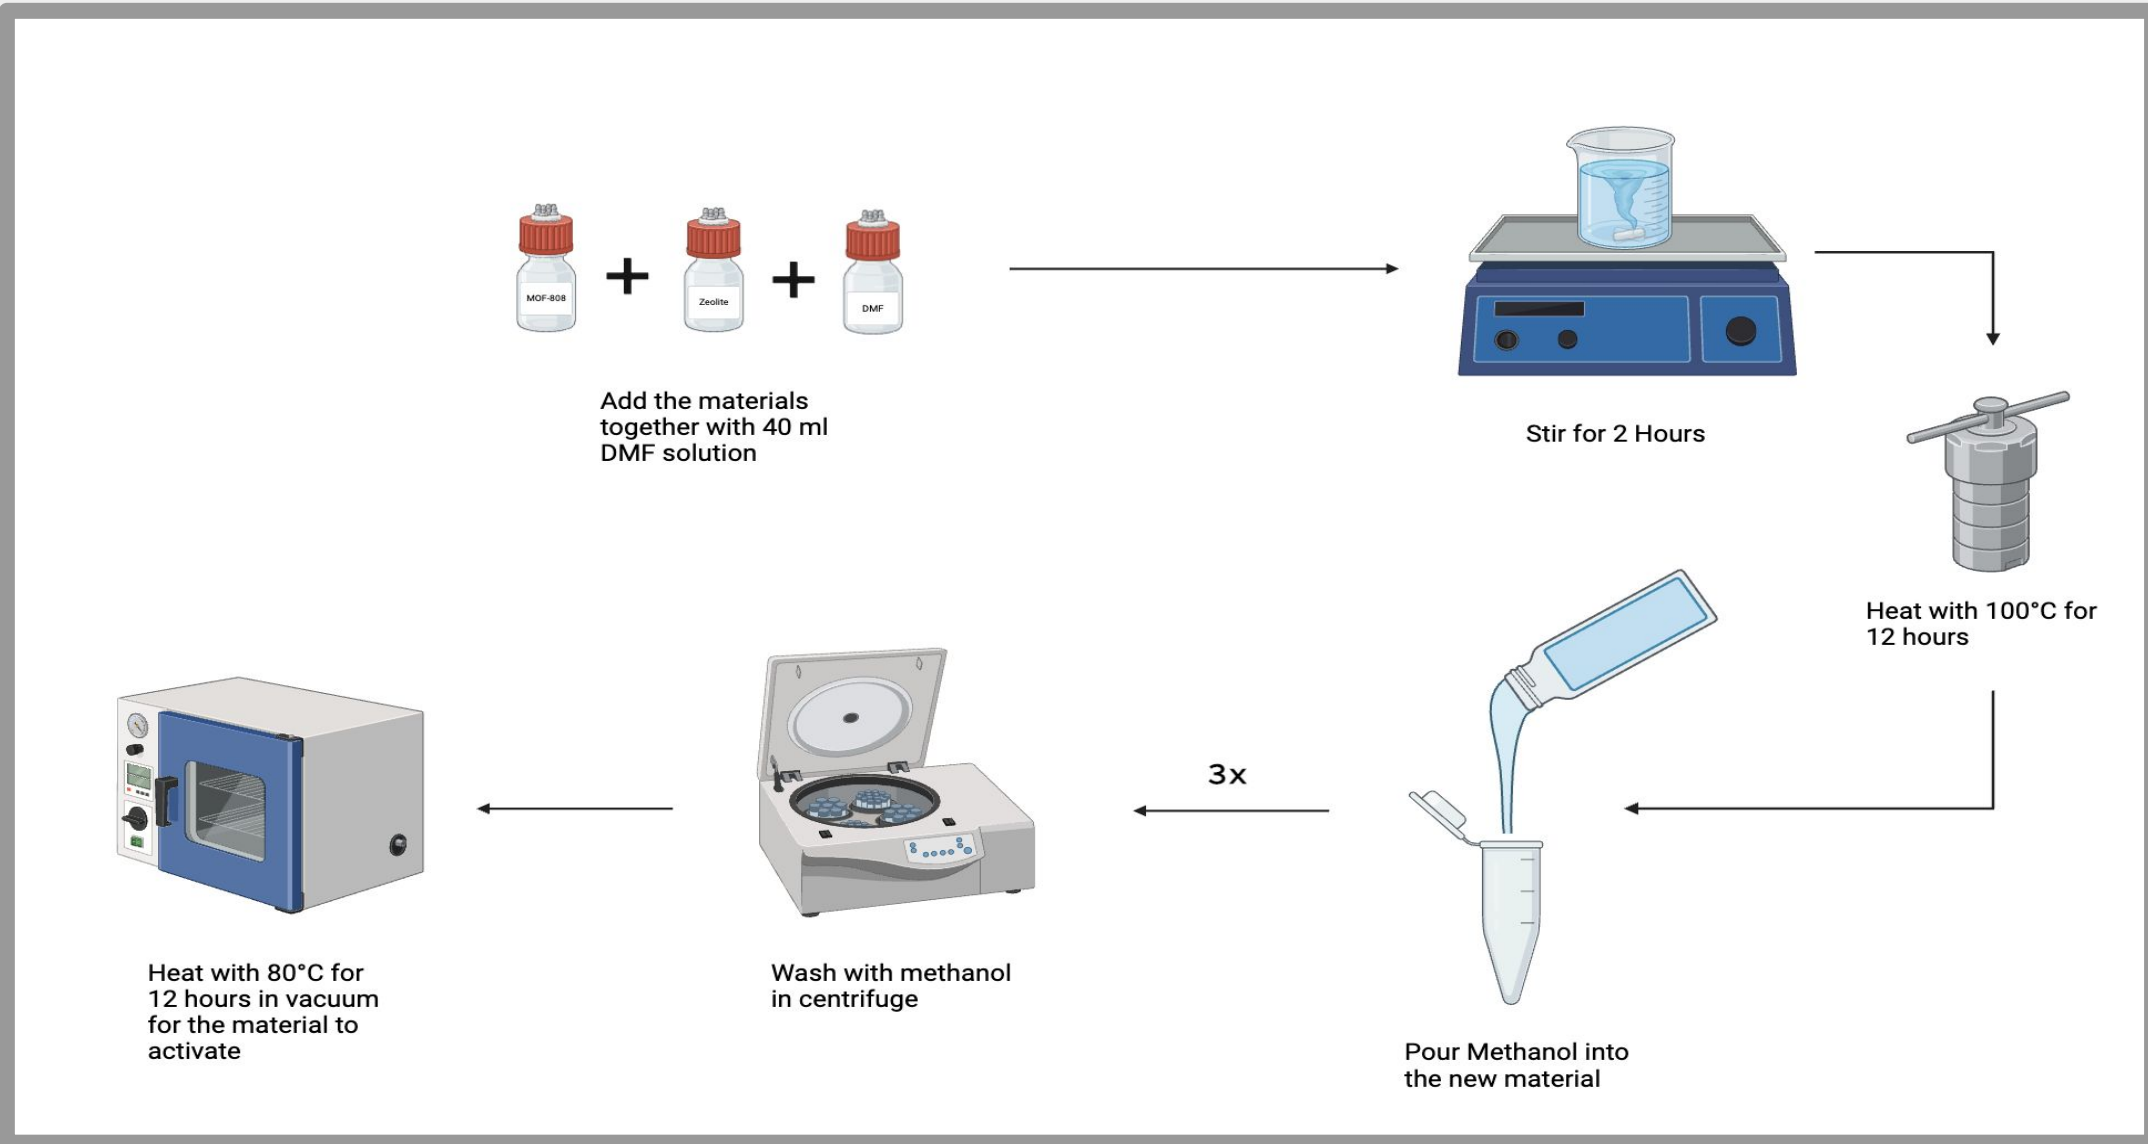 MOF-808
Zeolite
DMF
Add the materials
together with 40 ml
DMF solution
Stir for 2 Hours
Heat with 100°C for
12 hours
Pour Methanol into
the new material
3x
Wash with methanol
in centrifuge
Heat with 80°C for
12 hours in vacuum
for the material to
activate